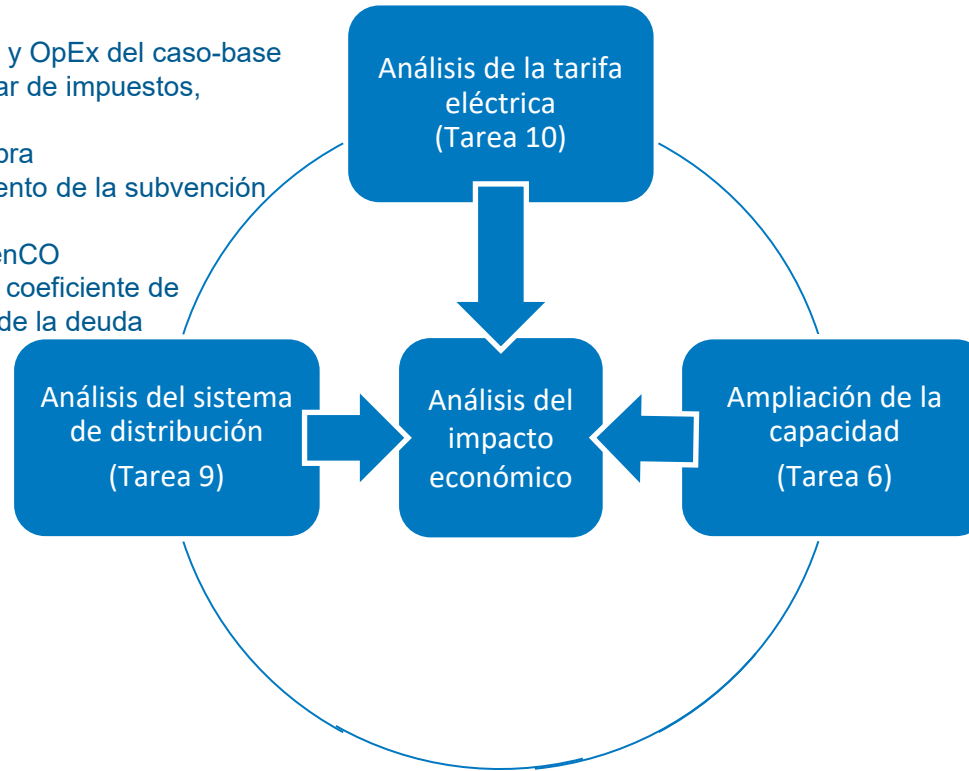 y OpEx del caso-base
ar de impuestos,
ento de la subvención
coeficiente de
de la deuda
Análisis de la tarifa
eléctrica
(Tarea 10)
Análisis del sistema
de distribución
(Tarea 9)
Análisis del
impacto
económico
Ampliación de la
capacidad
(Tarea 6)